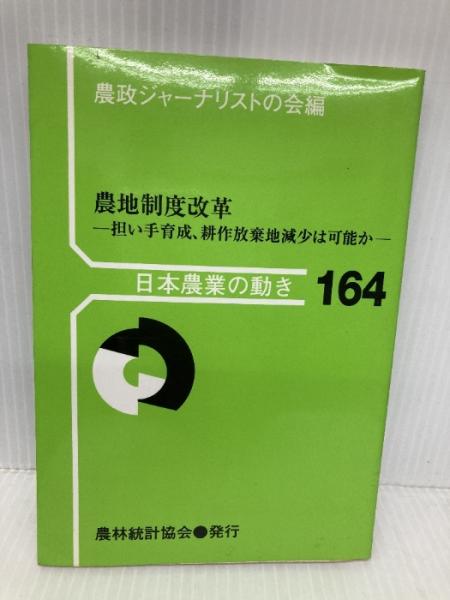 農政ジャーナリストの会編
農地制度改革
―担い手育成、耕作放棄地減少は可能か―
日本農業の動き 164
農林統計協会●発行